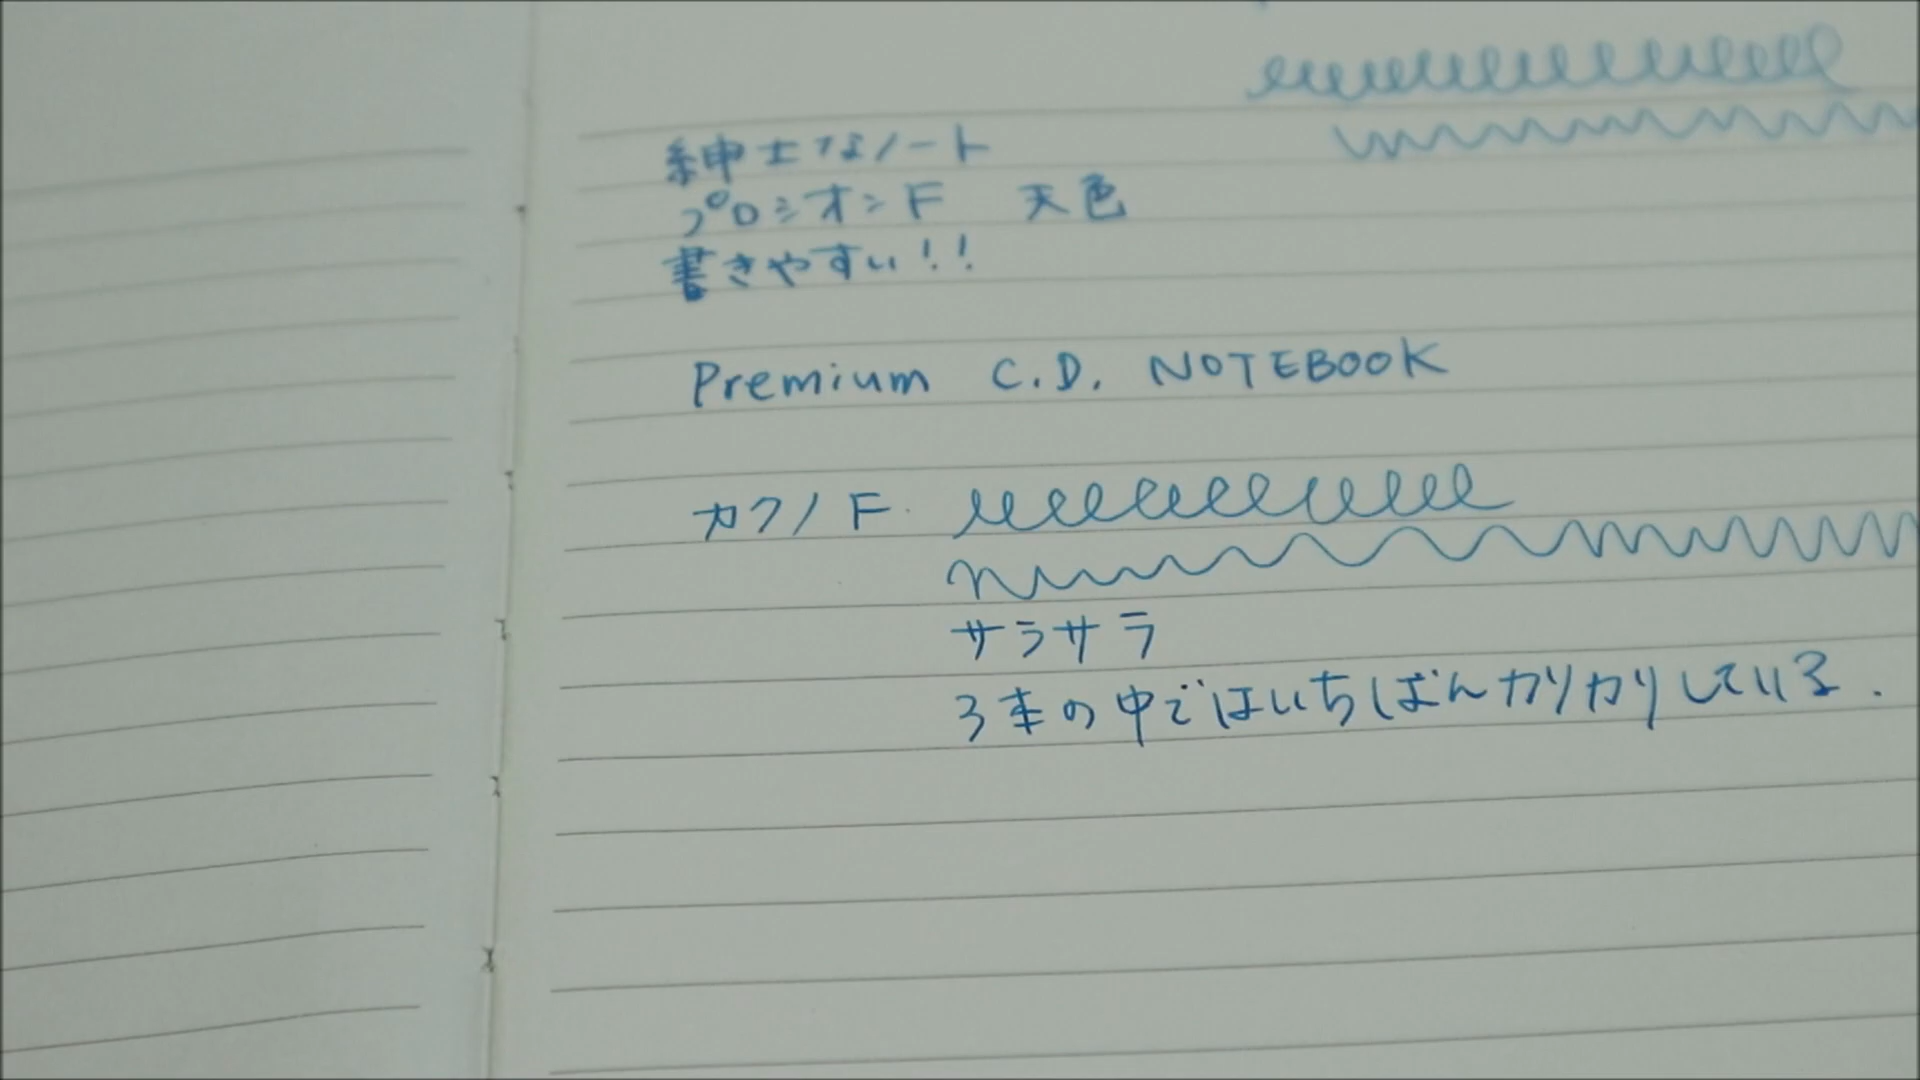 紳士なノート
プロシオンF 天色
書きやすい!!
Premium C.D. NOTEBOOK
カクノ F
サラサラ
3本の中ではいちばんカリカリしている.